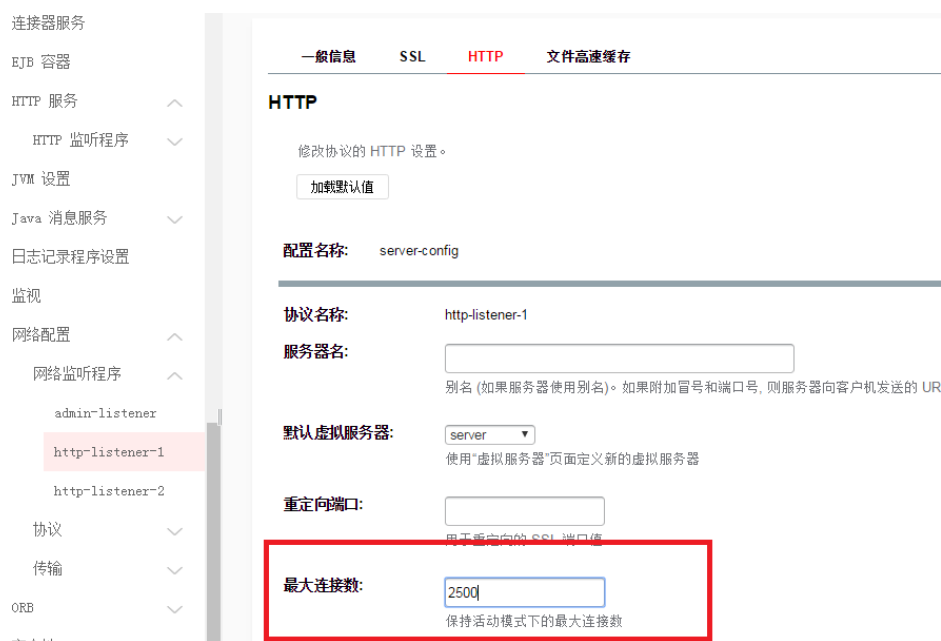 连接器服务
EJB 容器
HTTP 服务
HTTP 监听程序
JVM 设置
Java 消息服务
日志记录程序设置
监视
网络配置
网络监听程序
admin-listener
http-listener-1
http-listener-2
协议
传输
ORB
一般信息 SSL HTTP 文件高速缓存
HTTP
修改协议的 HTTP 设置。
加载默认值
配置名称: server-config
协议名称: http-listener-1
服务器名:
别名 (如果服务器使用别名)。如果附加冒号和端口号, 则服务器向客户机发送的 UR
默认虚拟服务器: server
使用“虚拟服务器”页面定义新的虚拟服务器
重定向端口:
用于重定向的 SSL 端口值
最大连接数: 2500
保持活动模式下的最大连接数